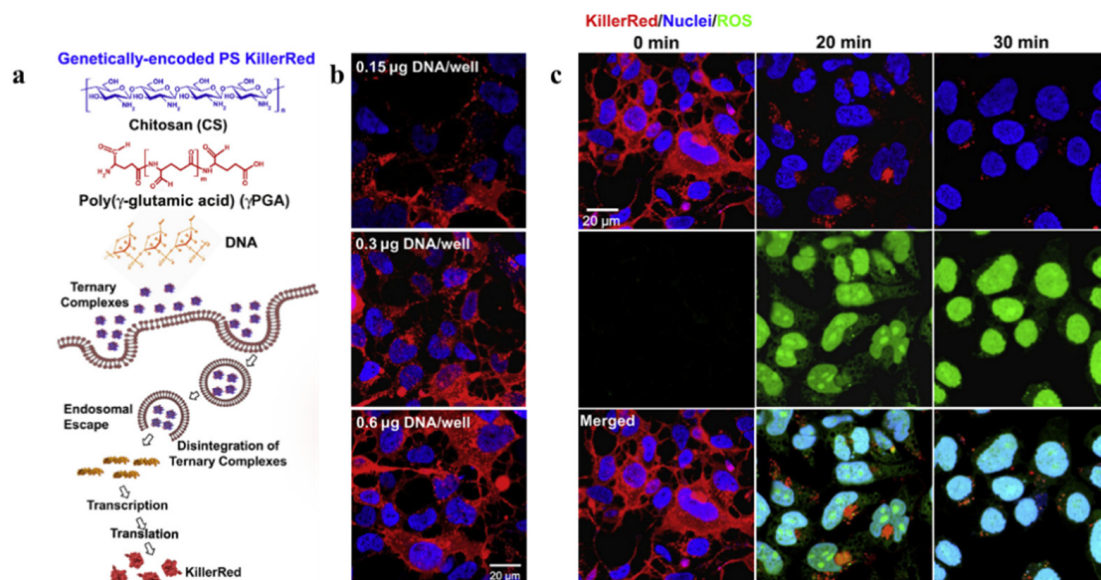 a
Genetically-encoded PS KillerRed
Chitosan (CS)
Poly(γ-glutamic acid) (γPGA)
DNA
Ternary
Complexes
Endosomal
Escape
Disintegration of
Ternary Complexes
Transcription
Translation
KillerRed
b
0.15 µg DNA/well
0.3 µg DNA/well
0.6 µg DNA/well
20 µm
c
KillerRed/Nuclei/ROS
0 min
20 min
30 min
20 µm
Merged